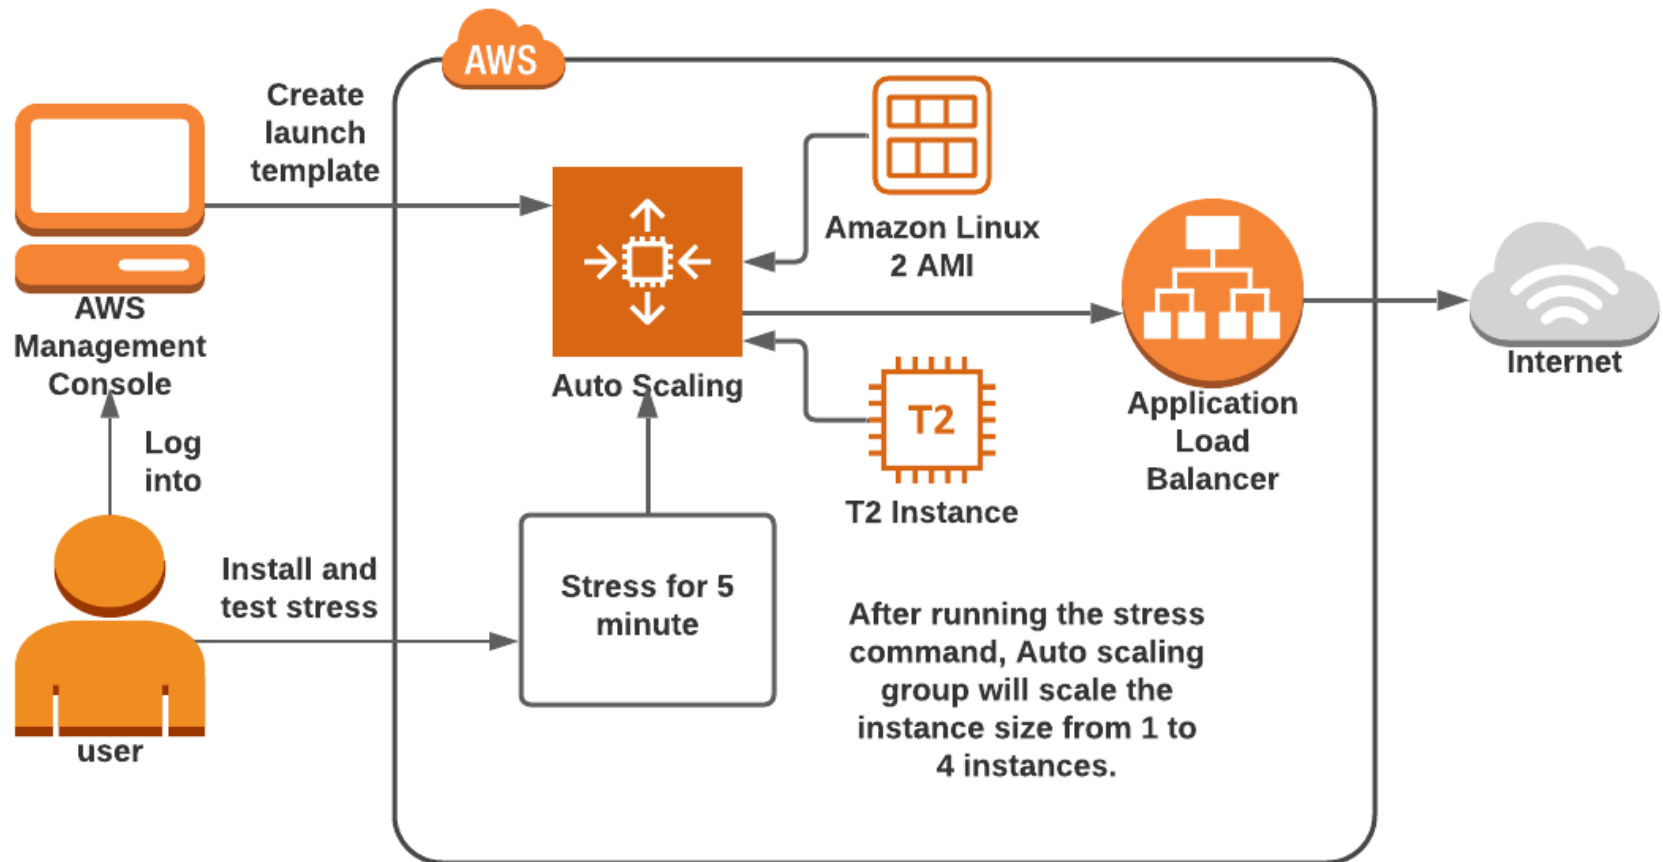 AWS
Create
launch
template
Amazon Linux
2 AMI
AWS
Management
Console
Auto Scaling
T2
T2 Instance
Application
Load
Balancer
Internet
Log
into
Install and
test stress
Stress for 5
minute
user
After running the stress
command, Auto scaling
group will scale the
instance size from 1 to
4 instances.